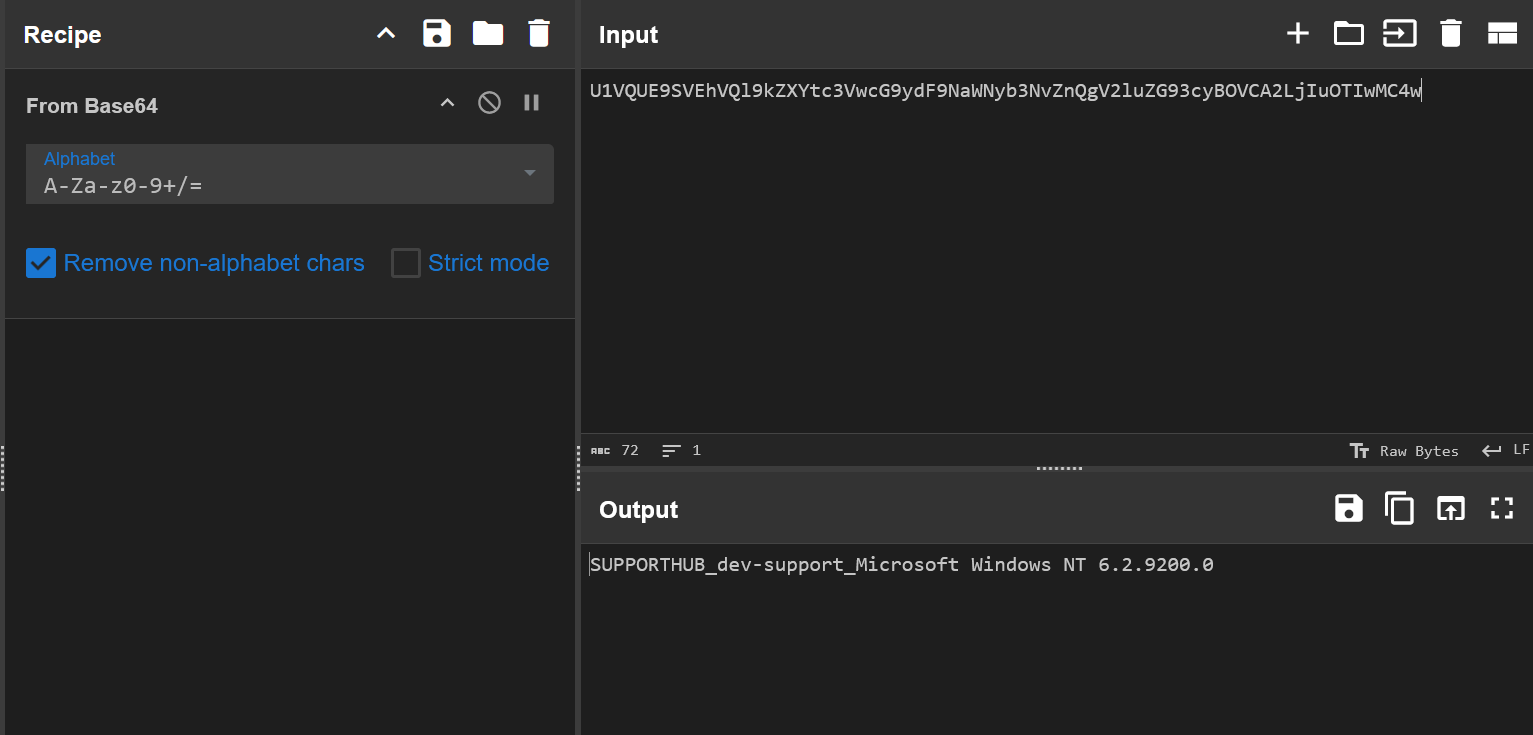 Recipe
From Base64
Alphabet
A-Za-z0-9+/=
Remove non-alphabet chars
Strict mode
Input
U1VQUE9SVEhVQl9kZXYtc3VwcG9ydF9NaWNyb3NvZnQgV2luZG93cyBOVCA2LjIuOTIwMC4w
ABC 72 1
Raw Bytes LF
Output
SUPPORTHUB_dev-support_Microsoft Windows NT 6.2.9200.0